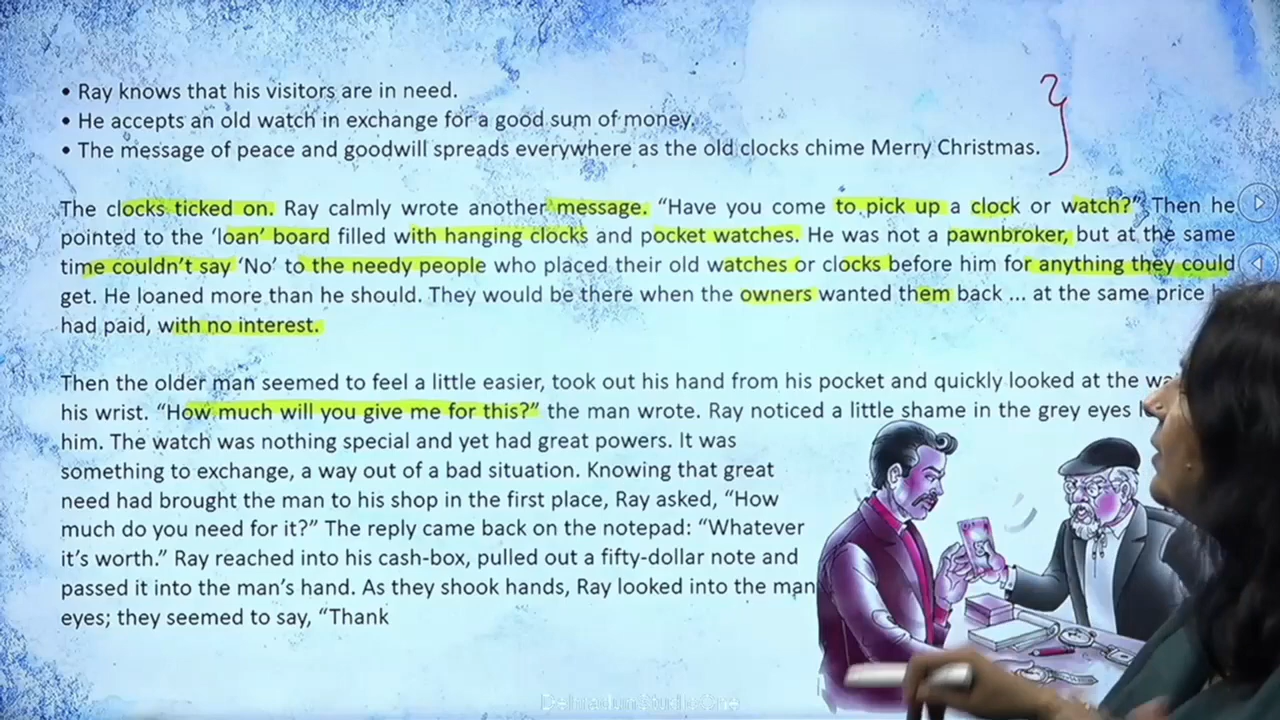 • Ray knows that his visitors are in need.
• He accepts an old watch in exchange for a good sum of money.
• The message of peace and goodwill spreads everywhere as the old clocks chime Merry Christmas.
The clocks ticked on. Ray calmly wrote another message. “Have you come to pick up a clock or watch?” Then he
pointed to the ‘loan’ board filled with hanging clocks and pocket watches. He was not a pawnbroker, but at the same
time couldn’t say ‘No’ to the needy people who placed their old watches or clocks before him for anything they could
get. He loaned more than he should. They would be there when the owners wanted them back ... at the same price
had paid, with no interest.
Then the older man seemed to feel a little easier, took out his hand from his pocket and quickly looked at the
his wrist. “How much will you give me for this?” the man wrote. Ray noticed a little shame in the grey eyes
him. The watch was nothing special and yet had great powers. It was
something to exchange, a way out of a bad situation. Knowing that great
need had brought the man to his shop in the first place, Ray asked, “How
much do you need for it?” The reply came back on the notepad: “Whatever
it’s worth.” Ray reached into his cash-box, pulled out a fifty-dollar note and
passed it into the man’s hand. As they shook hands, Ray looked into the man
eyes; they seemed to say, “Thank